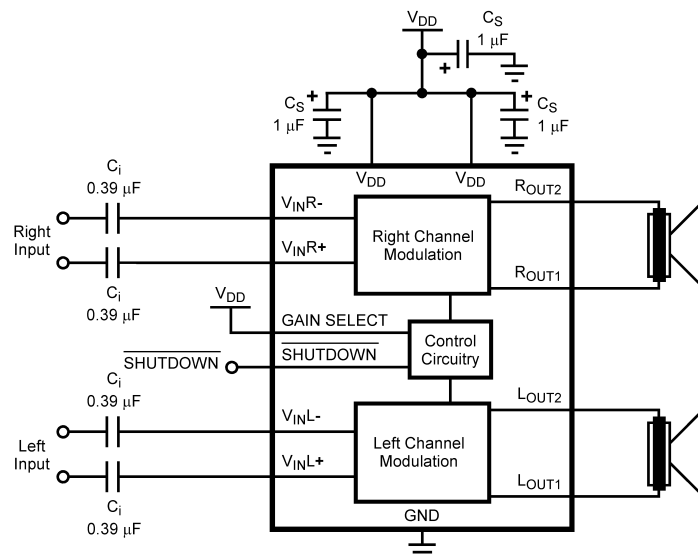 VDD
CS
1 µF
+
CS
+
1 µF
+
CS
1 µF
Ci
0.39 µF
VDD
VDD
ROUT2
VINR-
Right
Input
Right Channel
Modulation
VINR+
ROUT1
Ci
0.39 µF
VDD
GAIN SELECT
Control
Circuitry
SHUTDOWN
SHUTDOWN
Ci
0.39 µF
LOUT2
VINL-
Left
Input
Left Channel
Modulation
VINL+
LOUT1
Ci
0.39 µF
GND